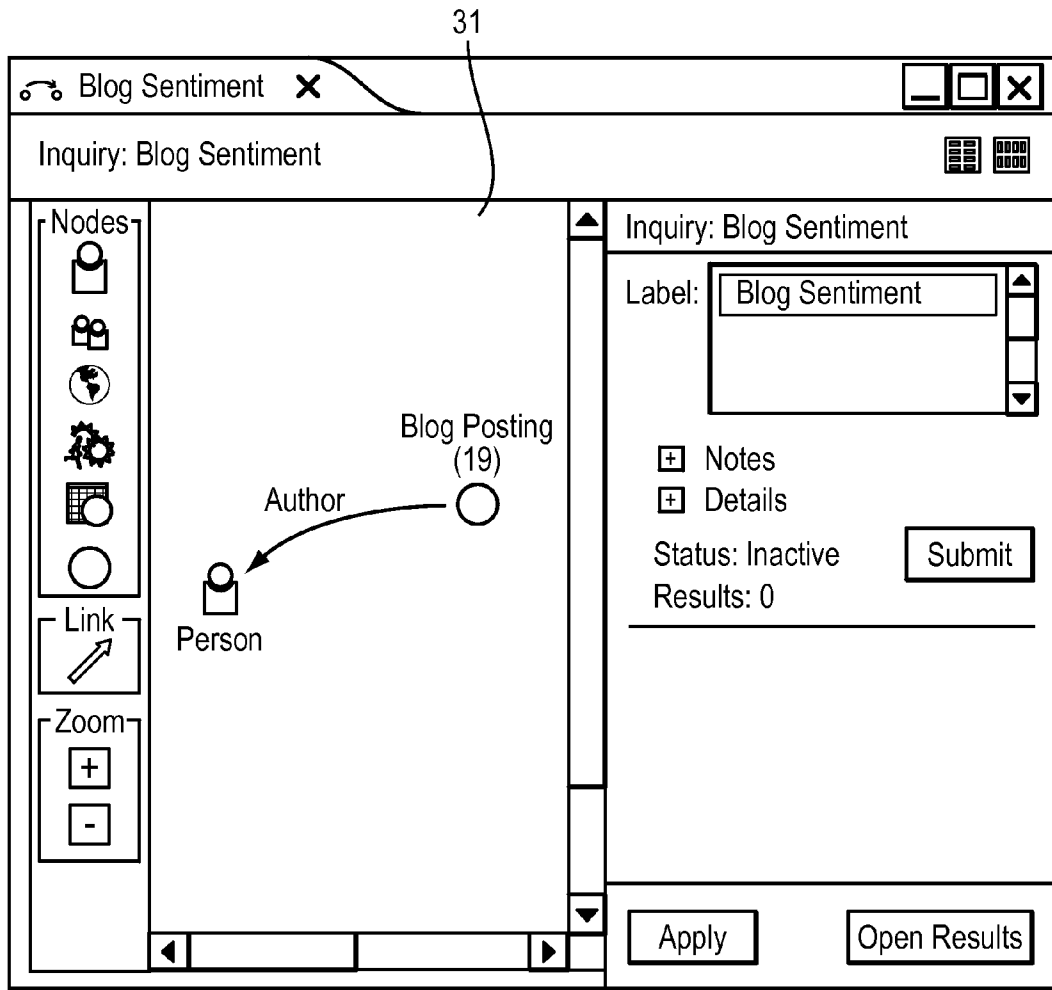 31
Blog Sentiment
Inquiry: Blog Sentiment
Nodes
Link
Zoom
+
-
Blog Posting
(19)
Author
Person
Inquiry: Blog Sentiment
Label: Blog Sentiment
+ Notes
+ Details
Status: Inactive
Submit
Results: 0
Apply
Open Results